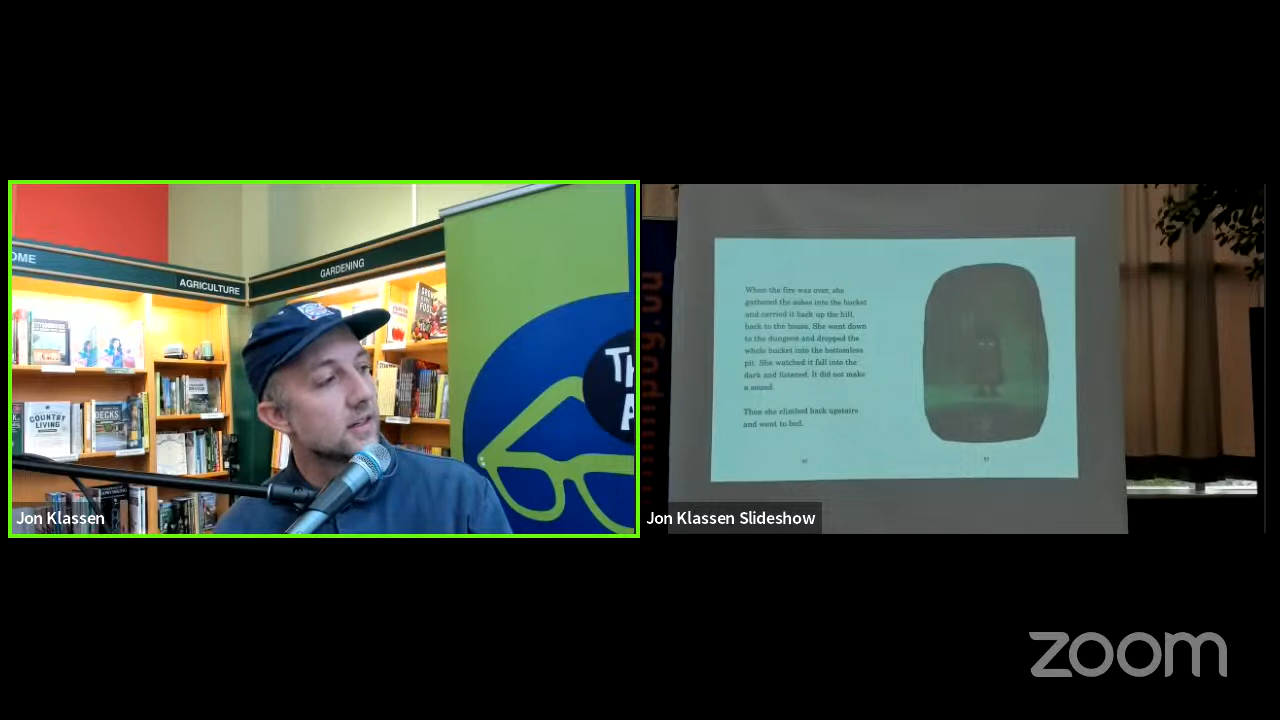 OME
AGRICULTURE
GARDENING
COUNTRY
LIVING
DECKS
FOOD
TH
A
Jon Klassen
When the fire was over, she
gathered the ashes into the bucket
and carried it back up the hill,
back to the house. She went down
to the dungeon and dropped the
whole bucket into the bottomless
pit. She watched it fall into the
dark and listened. It did not make
a sound.
Then she climbed back upstairs
and went to bed.
Jon Klassen Slideshow
zoom